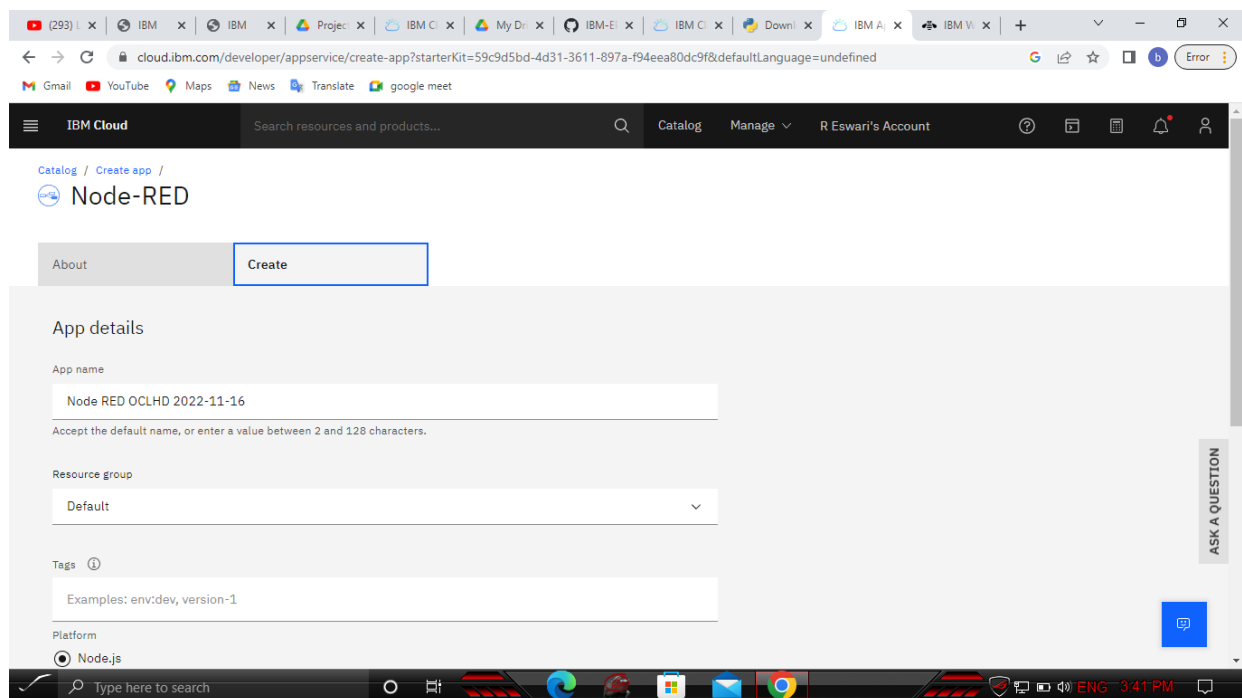 (293) L
IBM
IBM
Project
IBM Cl
My Dri
IBM-EI
IBM Cl
Downl
IBM Ap
IBM W
cloud.ibm.com/developer/appservice/create-app?starterKit=59c9d5bd-4d31-3611-897a-f94eea80dc9f&defaultLanguage=undefined
b
Error
Gmail
YouTube
Maps
News
Translate
google meet
IBM Cloud
Search resources and products...
Catalog
Manage
R Eswari's Account
Catalog / Create app /
Node-RED
About
Create
App details
App name
Node RED OCLHD 2022-11-16
Accept the default name, or enter a value between 2 and 128 characters.
Resource group
Default
Tags
Examples: env:dev, version-1
Platform
Node.js
ASK A QUESTION
Type here to search
ENG
3:41 PM